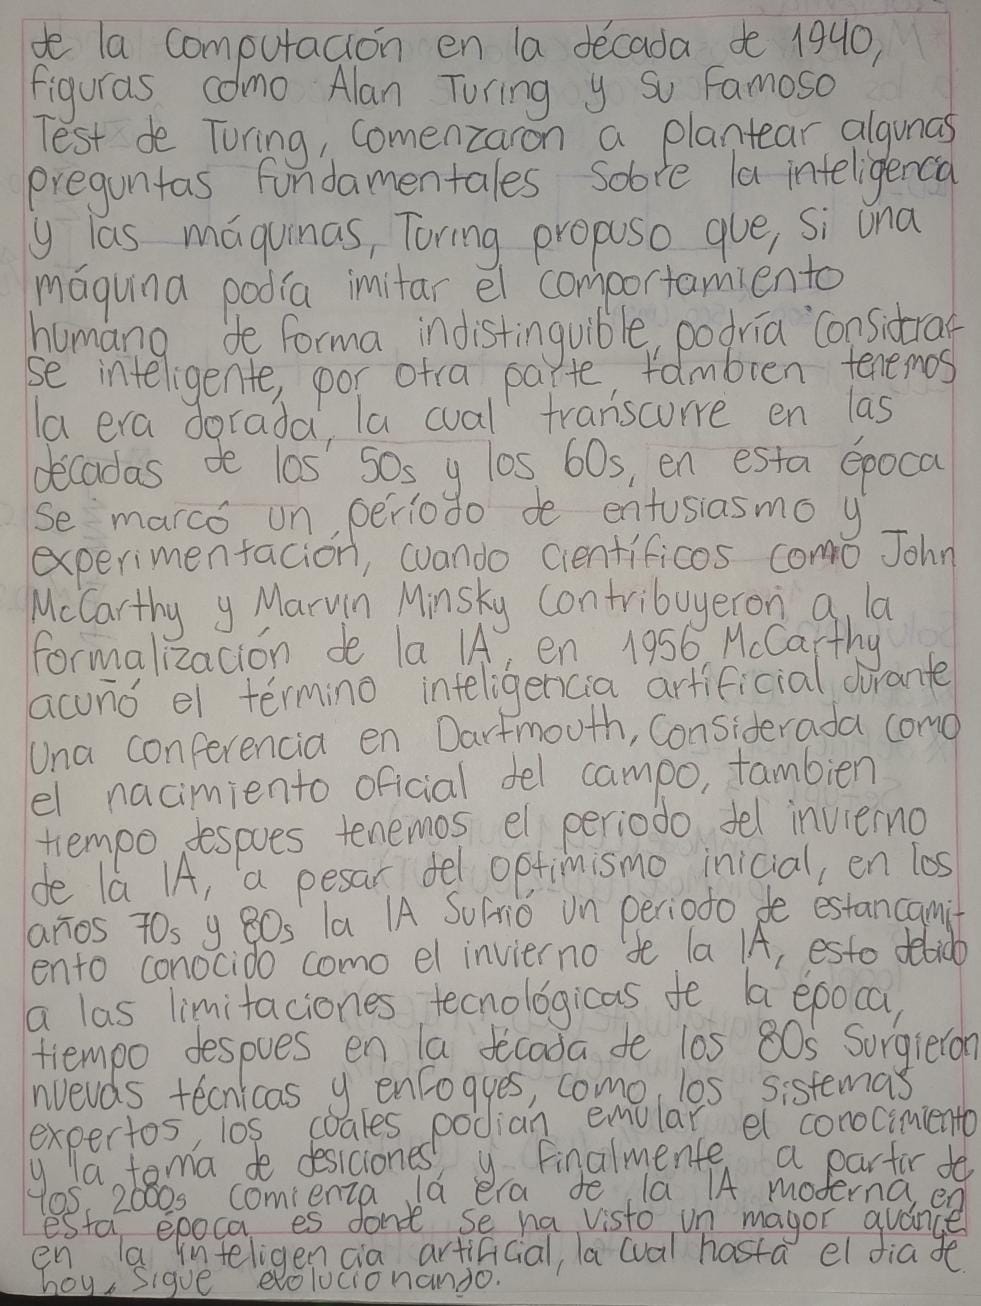 de la computación en la década de 1940,
figuras como Alan Turing y su famoso
Test de Turing, comenzaron a plantear algunas
preguntas fundamentales sobre la inteligencia
y las máquinas, Turing propuso que, si una
máquina podía imitar el comportamiento
humano de forma indistinguible, podría considerar
se inteligente, por otra parte, tambien tenemos
la era dorada, la cual transcurre en las
décadas de los 50s y los 60s, en esta época
se marcó un período de entusiasmo y
experimentación, cuando científicos como John
McCarthy y Marvin Minsky contribuyeron a la
formalización de la IA, en 1956 McCarthy
acuñó el término inteligencia artificial durante
una conferencia en Dartmouth, considerada como
el nacimiento oficial del campo, tambien
tiempo despues tenemos el periodo del invierno
de la IA, a pesar del optimismo inicial, en los
años 70s y 80s la IA sufrió un periodo de estancami-
ento conocido como el invierno de la IA, esto debido
a las limitaciones tecnológicas de la época,
tiempo despues en la década de los 80s surgieron
nuevas técnicas y enfoques, como los sistemas
expertos, los cuales podian emular el conocimiento
y la toma de desiciones y finalmente a partir de
los 2000s comienza la era de la IA moderna, en
esta época es donde se ha visto un mayor avance
en la inteligencia artificial, la cual hasta el dia de
hoy, sigue evolucionando.